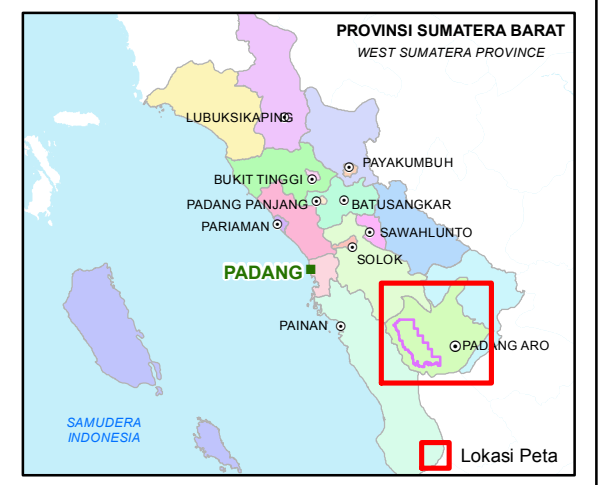 PROVINSI SUMATERA BARAT
WEST SUMATERA PROVINCE
LUBUKSIKAPING
PAYAKUMBUH
BUKIT TINGGI
PADANG PANJANG
BATUSANGKAR
PARIAMAN
SAWAHLUNTO
SOLOK
PADANG
PAINAN
PADANG ARO
SAMUDERA
INDONESIA
Lokasi Peta